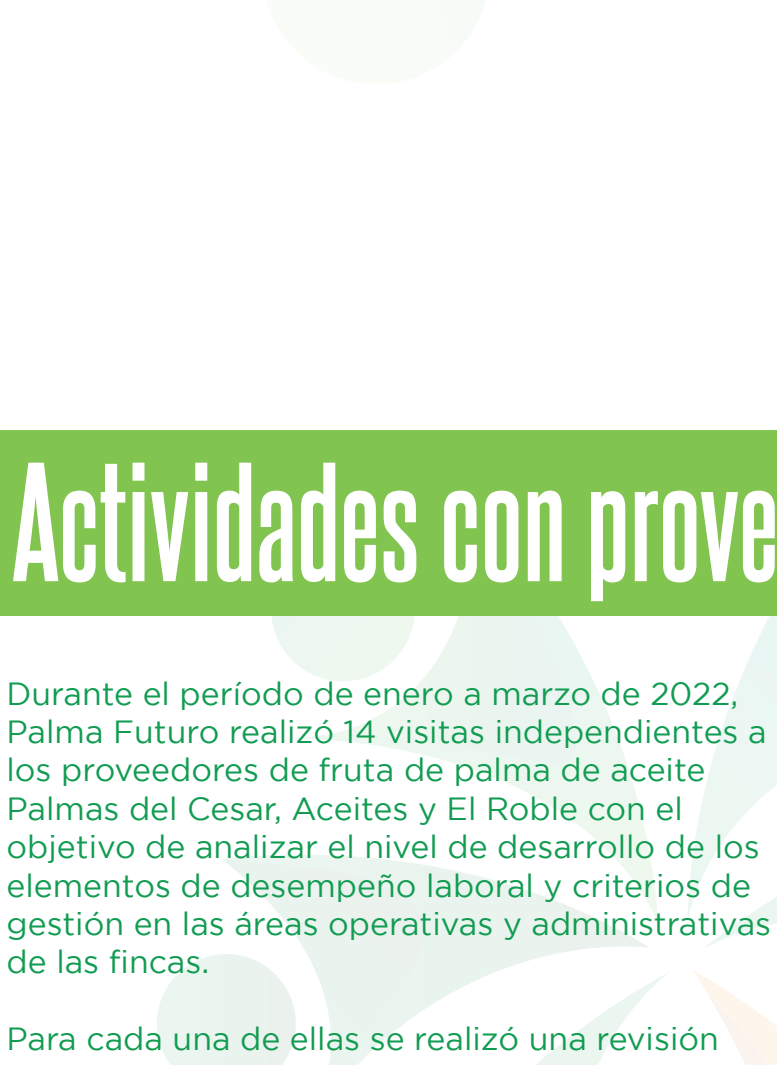 Actividades con prove
Durante el período de enero a marzo de 2022,
Palma Futuro realizó 14 visitas independientes a
los proveedores de fruta de palma de aceite
Palmas del Cesar, Aceites y El Roble con el
objetivo de analizar el nivel de desarrollo de los
elementos de desempeño laboral y criterios de
gestión en las áreas operativas y administrativas
de las fincas.
Para cada una de ellas se realizó una revisión